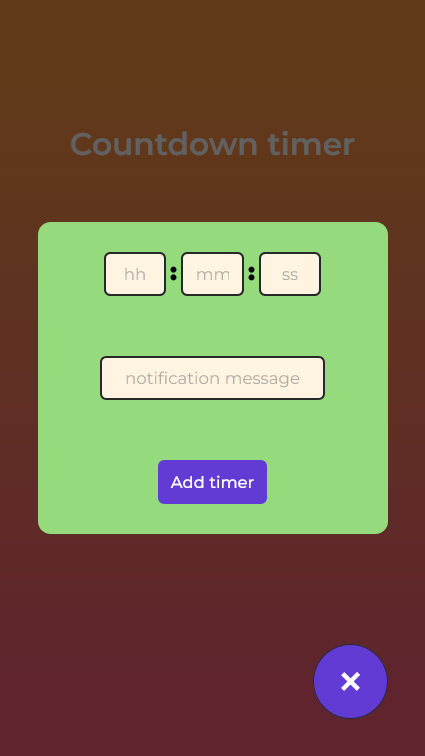 Countdown timer
hh : mm : ss
notification message
Add timer
×